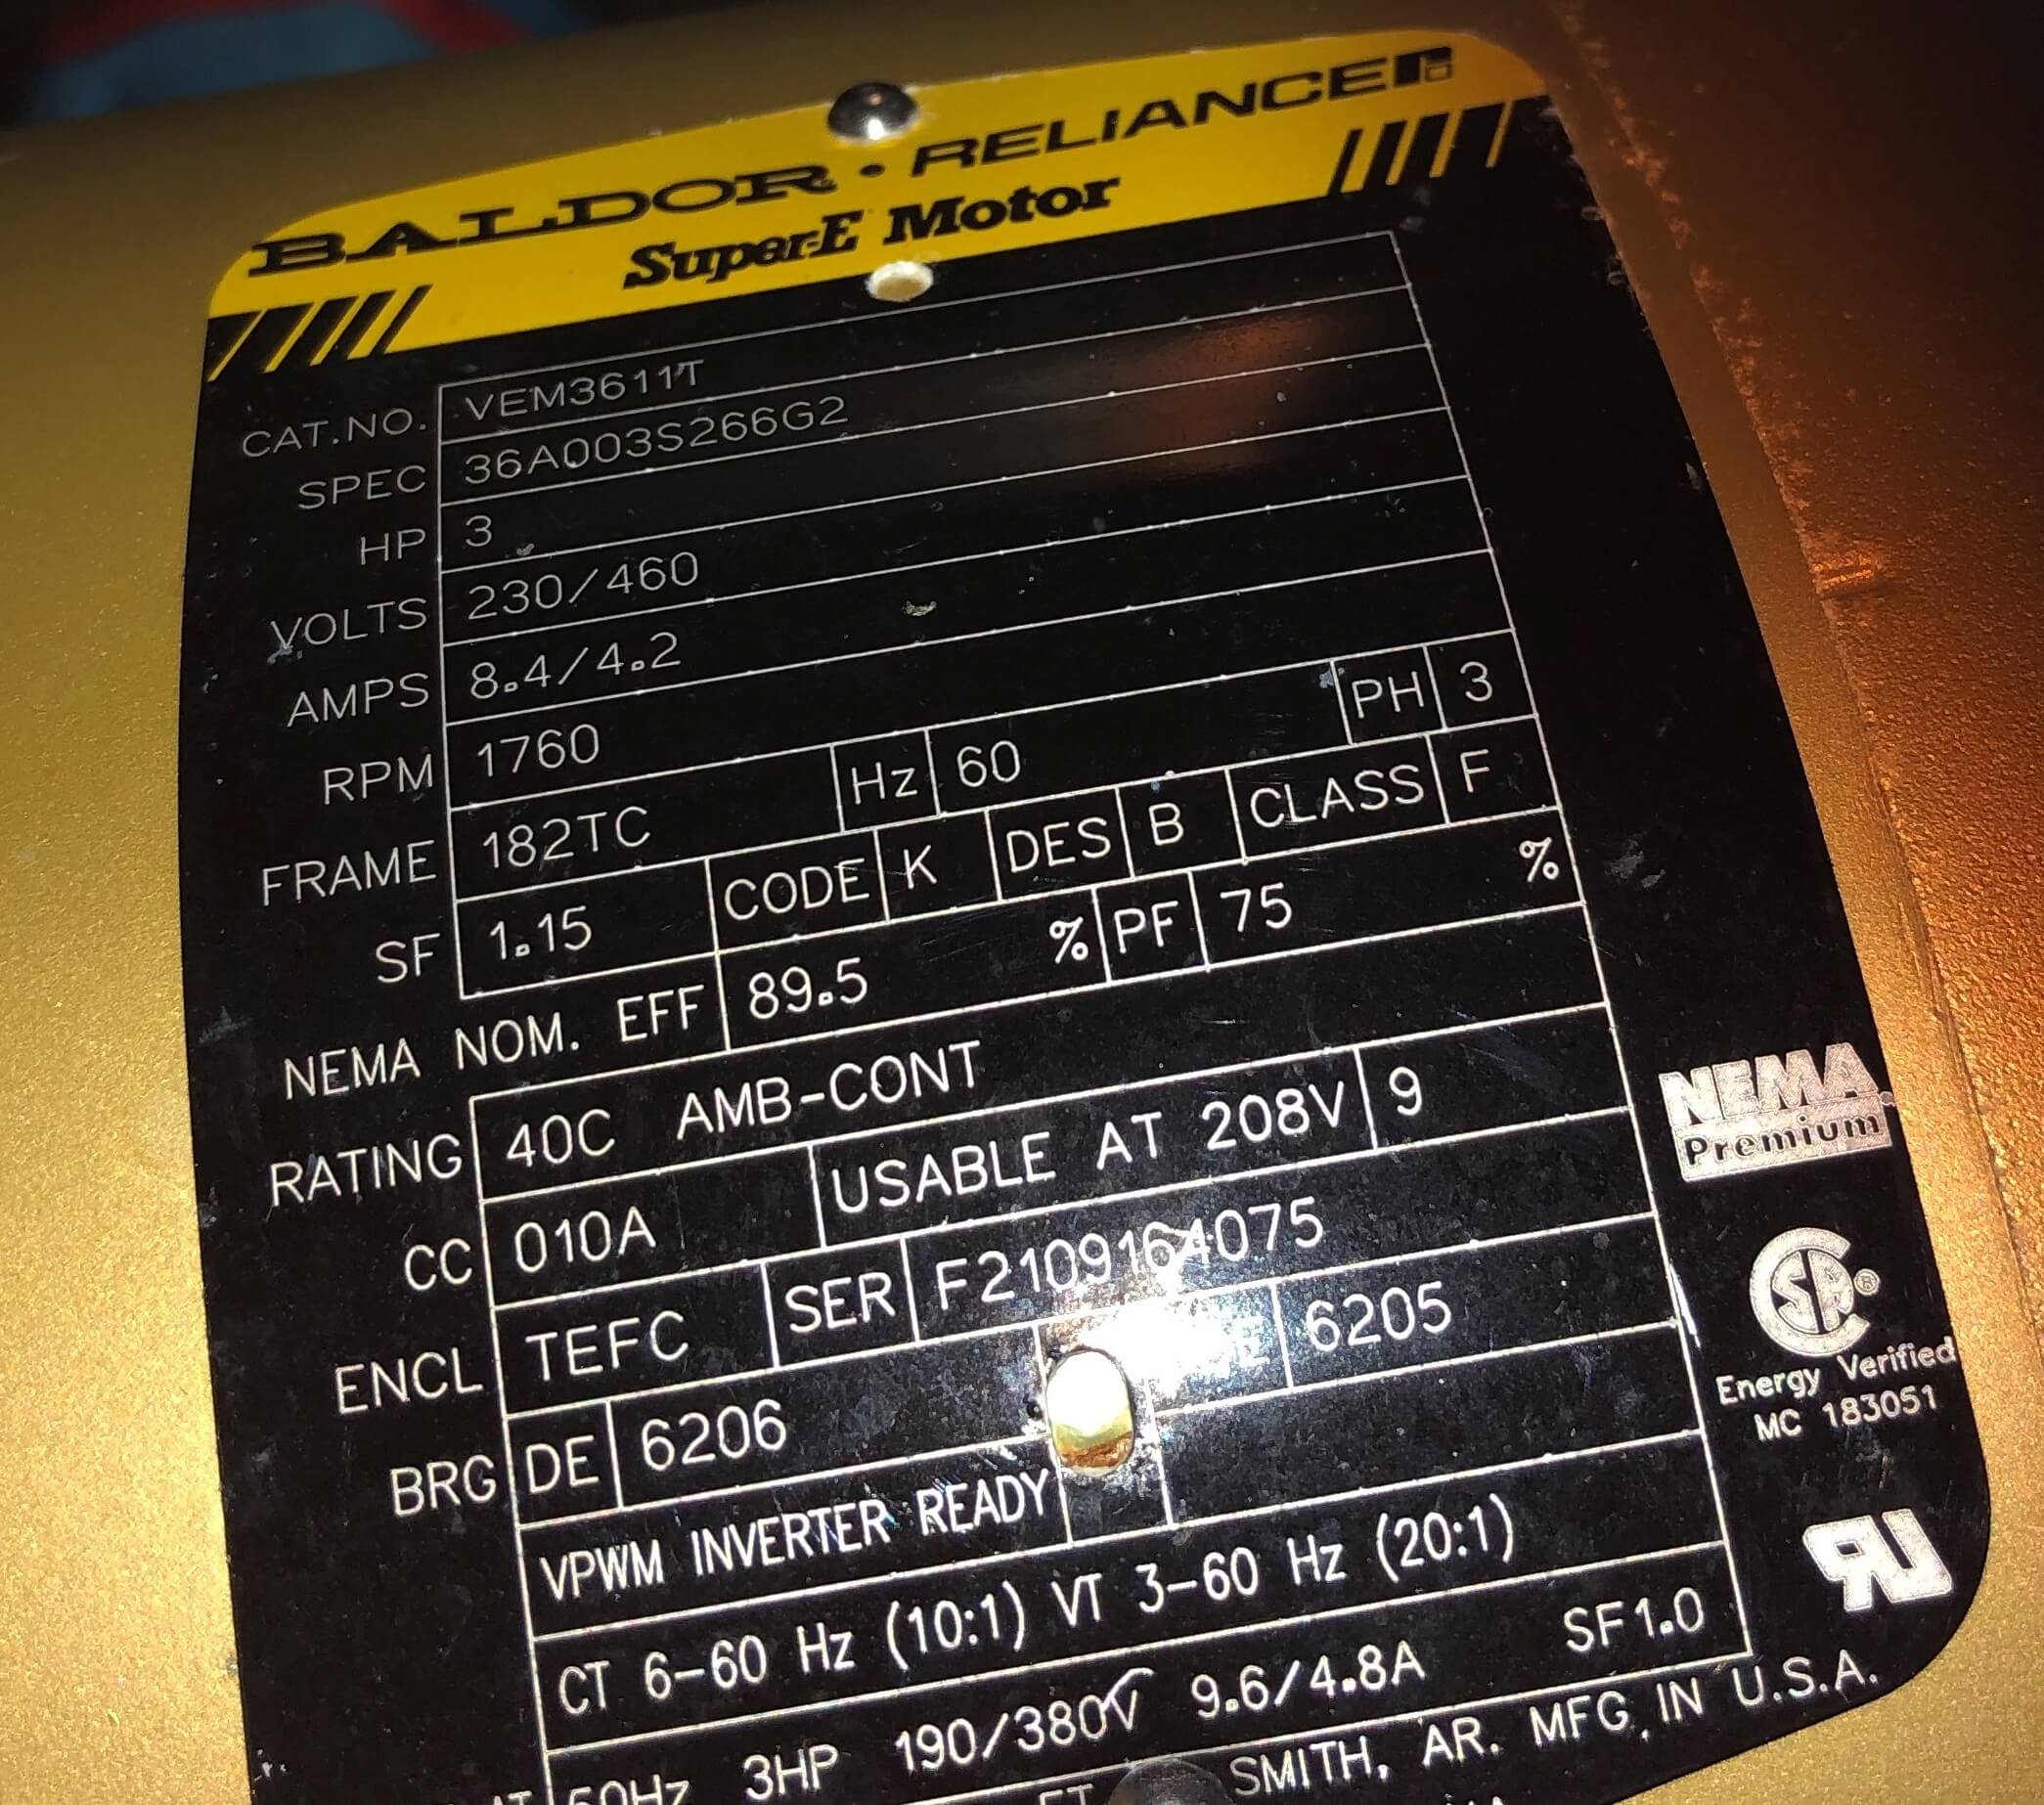 BALDOR • RELIANCE
Super-E Motor
CAT.NO. VEM3611T
SPEC 36A003S266G2
HP 3
VOLTS 230/460
AMPS 8.4/4.2
RPM 1760
FRAME 182TC Hz 60 PH 3
SF 1.15 CODE K DES B CLASS F
NEMA NOM. EFF 89.5 % PF 75 %
RATING 40C AMB-CONT
CC 010A USABLE AT 208V 9
ENCL TEFC SER F2109164075
BRG DE 6206 6205
VPWM INVERTER READY
CT 6-60 Hz (10:1) VT 3-60 Hz (20:1)
50Hz 3HP 190/380V 9.6/4.8A SF1.0
SMITH, AR. MFG. IN U.S.A.
NEMA
Premium
CSA ®
Energy Verified
MC 183051
RU